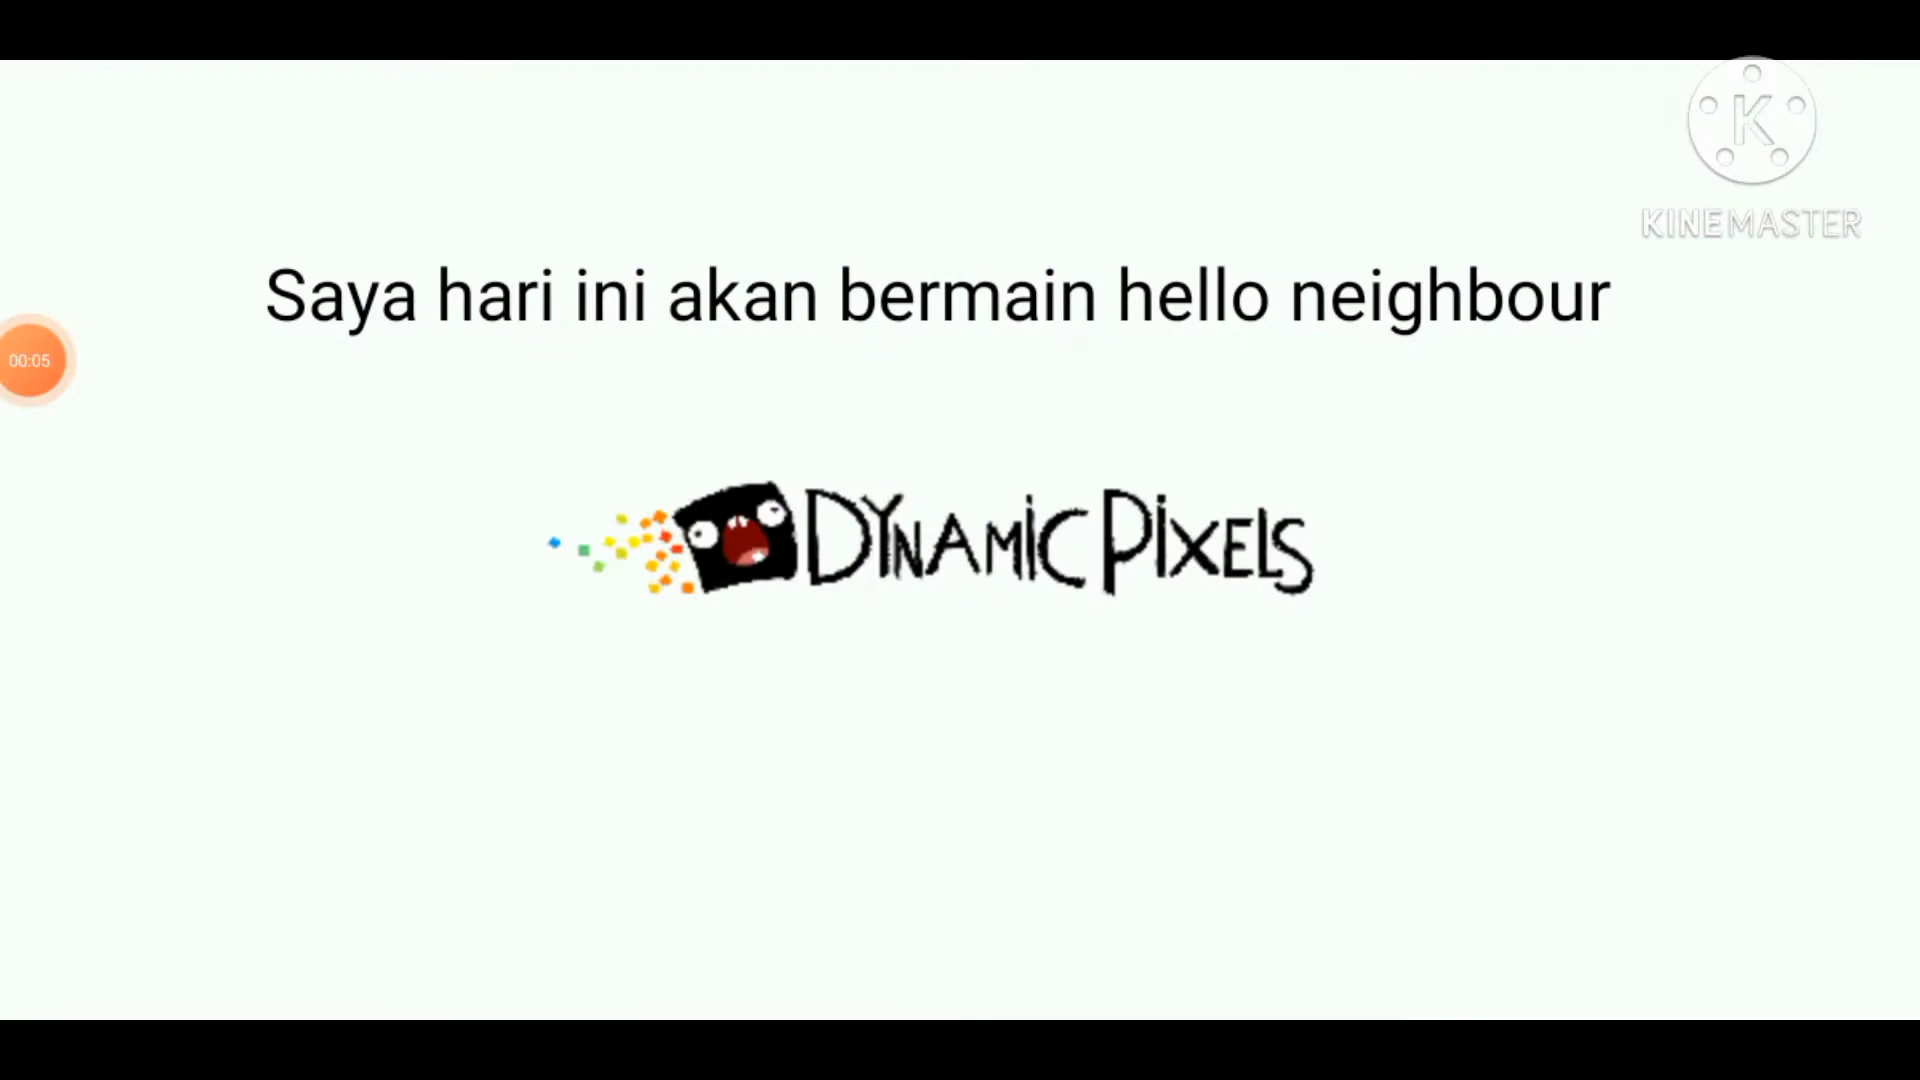 KINEMASTER
Saya hari ini akan bermain hello neighbour
00:05
DYNAMIC PIXELS